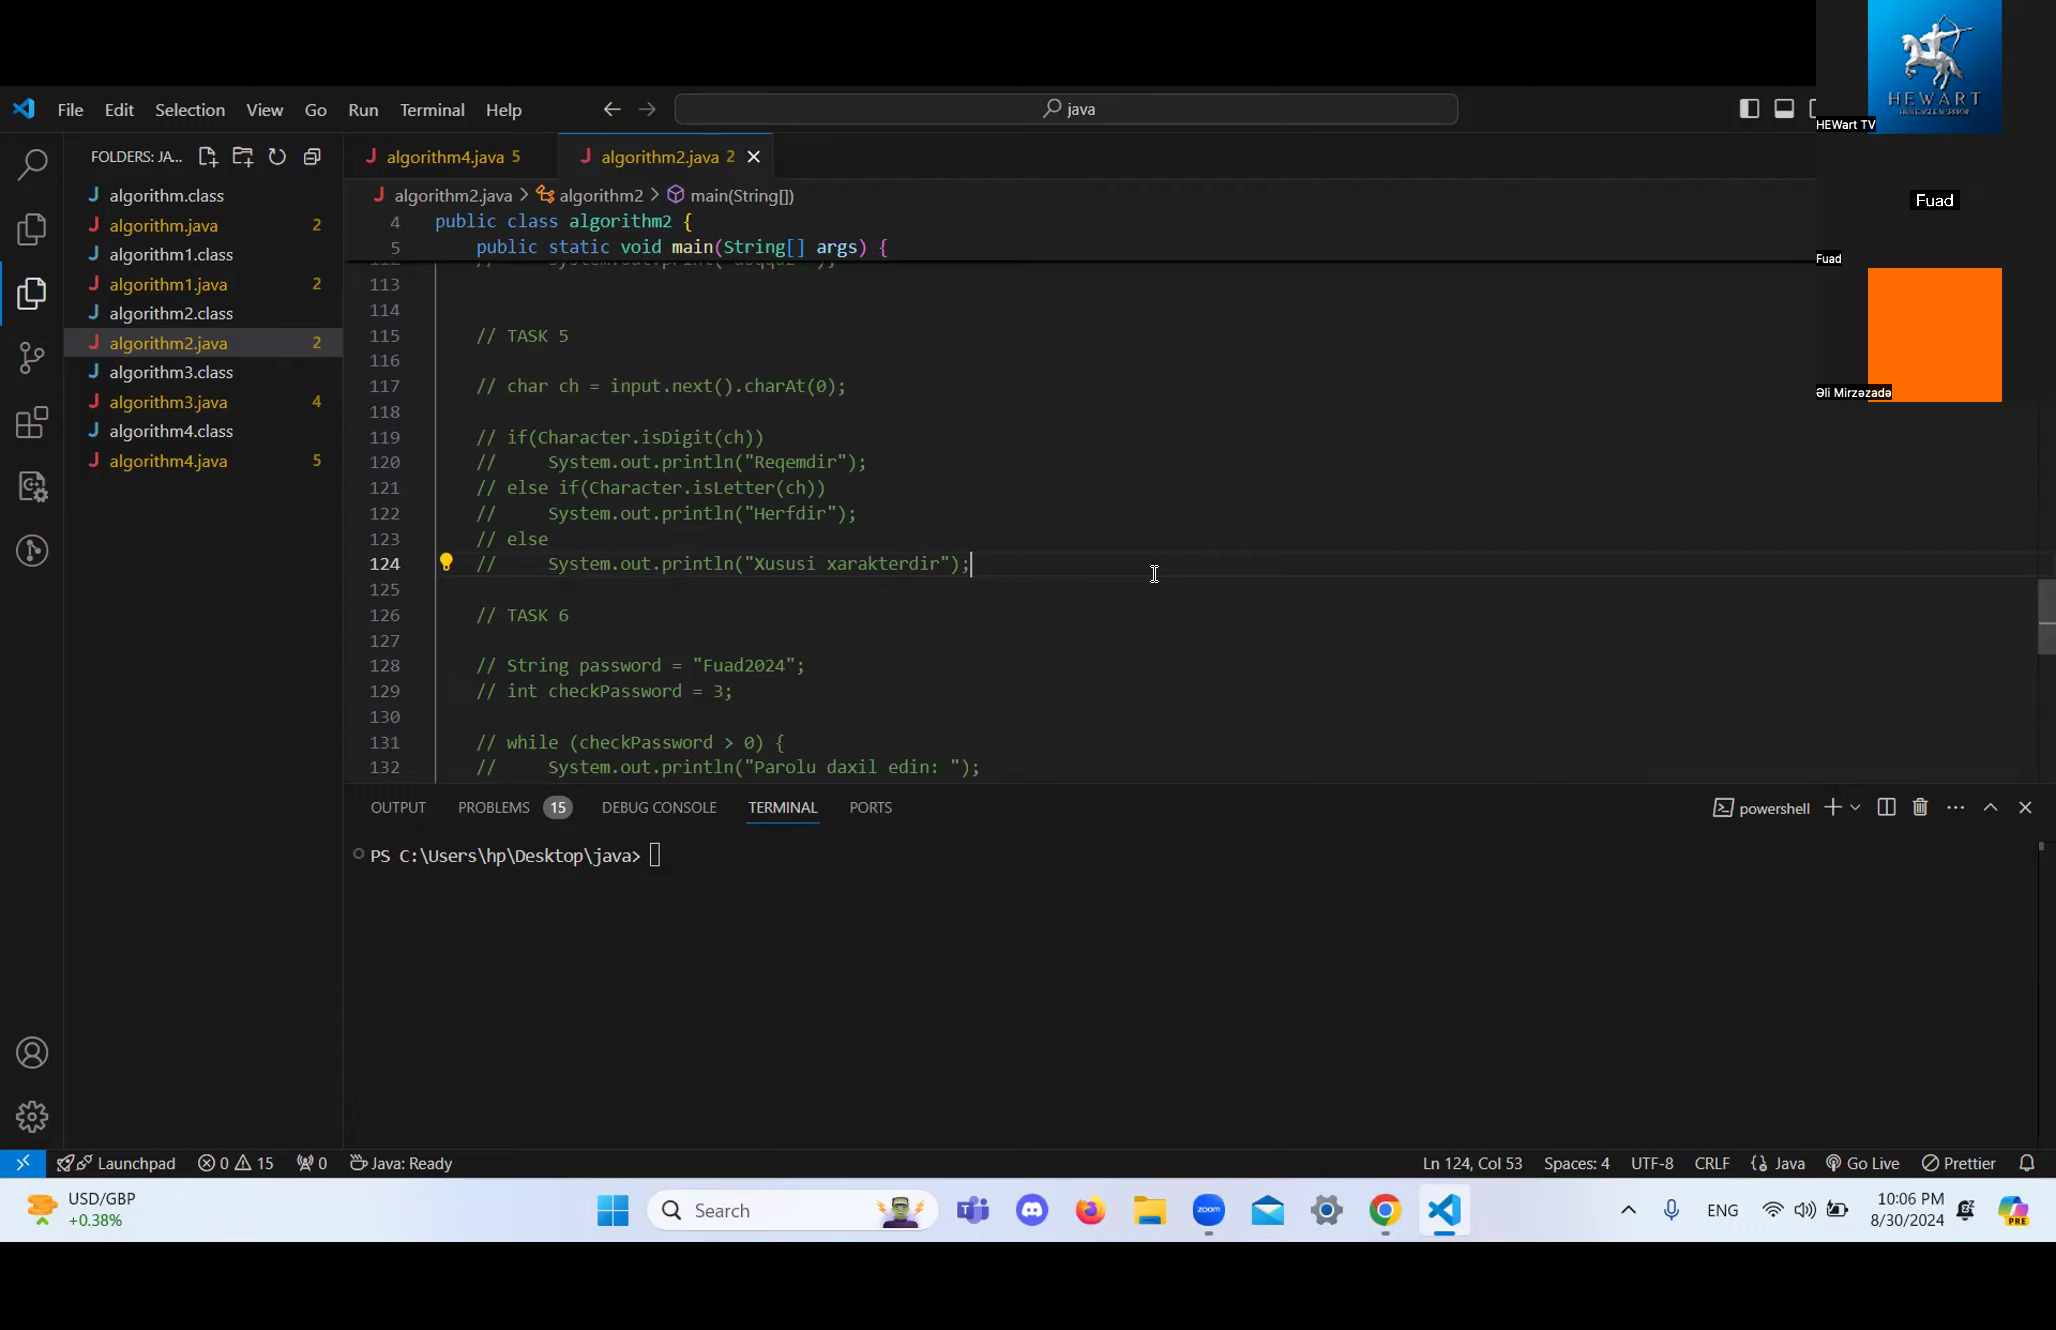 File Edit Selection View Go Run Terminal Help
java
HEWART
HEWart TV
Fuad
Fuad
Əli Mirzəzadə
FOLDERS: JA...
algorithm.class
algorithm.java 2
algorithm1.class
algorithm1.java 2
algorithm2.class
algorithm2.java 2
algorithm3.class
algorithm3.java 4
algorithm4.class
algorithm4.java 5
algorithm4.java 5
algorithm2.java 2
algorithm2.java > algorithm2 > main(String[])
4 public class algorithm2 {
5 public static void main(String[] args) {
113
114
115 // TASK 5
116
117 // char ch = input.next().charAt(0);
118
119 // if(Character.isDigit(ch))
120 // System.out.println("Reqemdir");
121 // else if(Character.isLetter(ch))
122 // System.out.println("Herfdir");
123 // else
124 // System.out.println("Xususi xarakterdir");
125
126 // TASK 6
127
128 // String password = "Fuad2024";
129 // int checkPassword = 3;
130
131 // while (checkPassword > 0) {
132 // System.out.println("Parolu daxil edin: ");
OUTPUT PROBLEMS 15 DEBUG CONSOLE TERMINAL PORTS
powershell
PS C:\Users\hp\Desktop\java>
Launchpad 0 15 0 Java: Ready
Ln 124, Col 53 Spaces: 4 UTF-8 CRLF {} Java Go Live Prettier
USD/GBP
+0.38%
Search
zoom
ENG
10:06 PM
8/30/2024
PRE